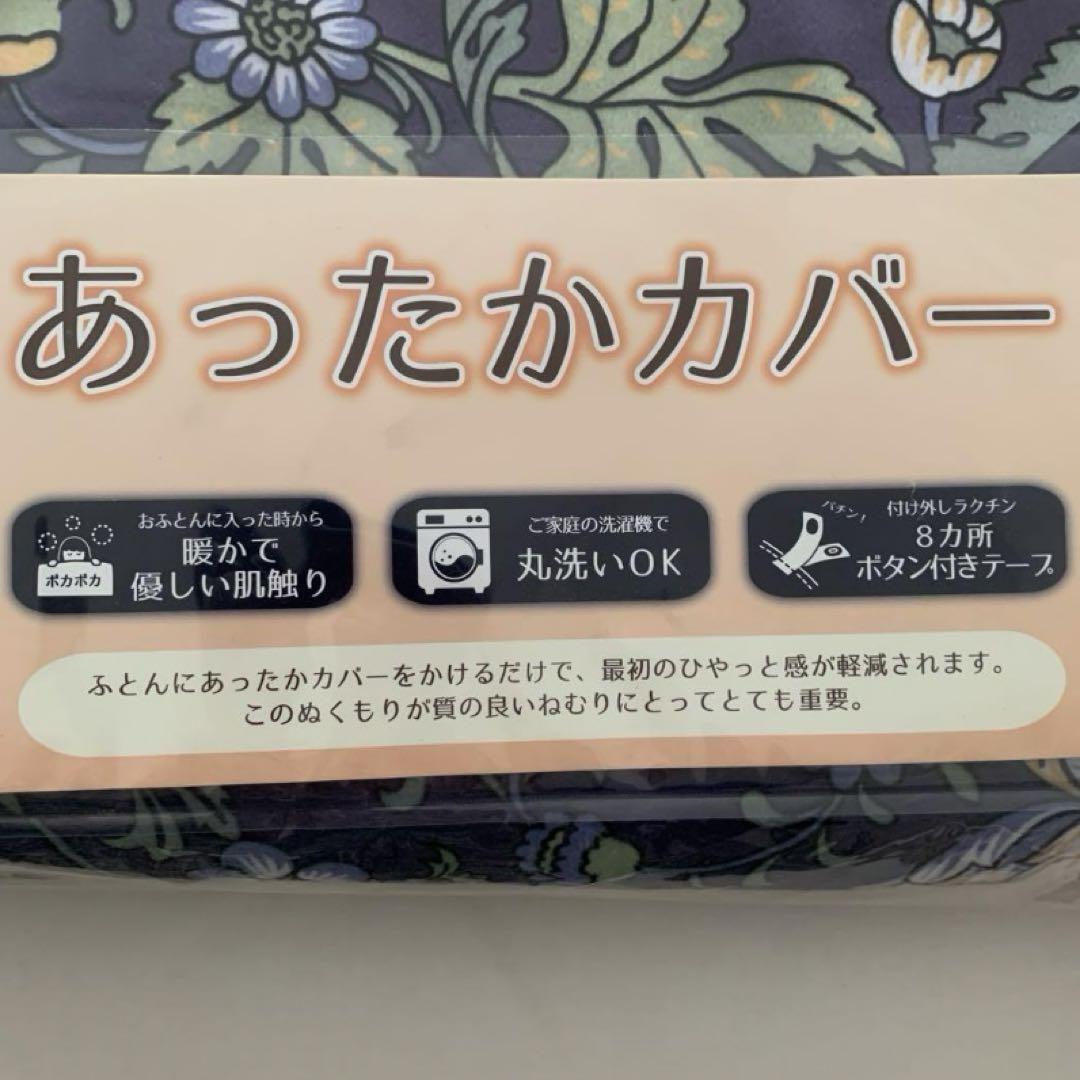 あったかカバー
おふとんに入った時から
暖かで
優しい肌触り
ポカポカ
ご家庭の洗濯機で
丸洗いOK
パチン!
付け外しラクチン
8カ所
ボタン付きテープ
ふとんにあったかカバーをかけるだけで、最初のひやっと感が軽減されます。
このぬくもりが質の良いねむりにとってとても重要。